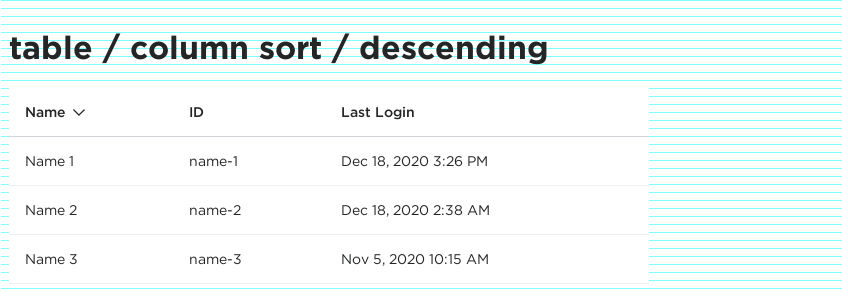 table / column sort / descending
Name ID Last Login
Name 1 name-1 Dec 18, 2020 3:26 PM
Name 2 name-2 Dec 18, 2020 2:38 AM
Name 3 name-3 Nov 5, 2020 10:15 AM